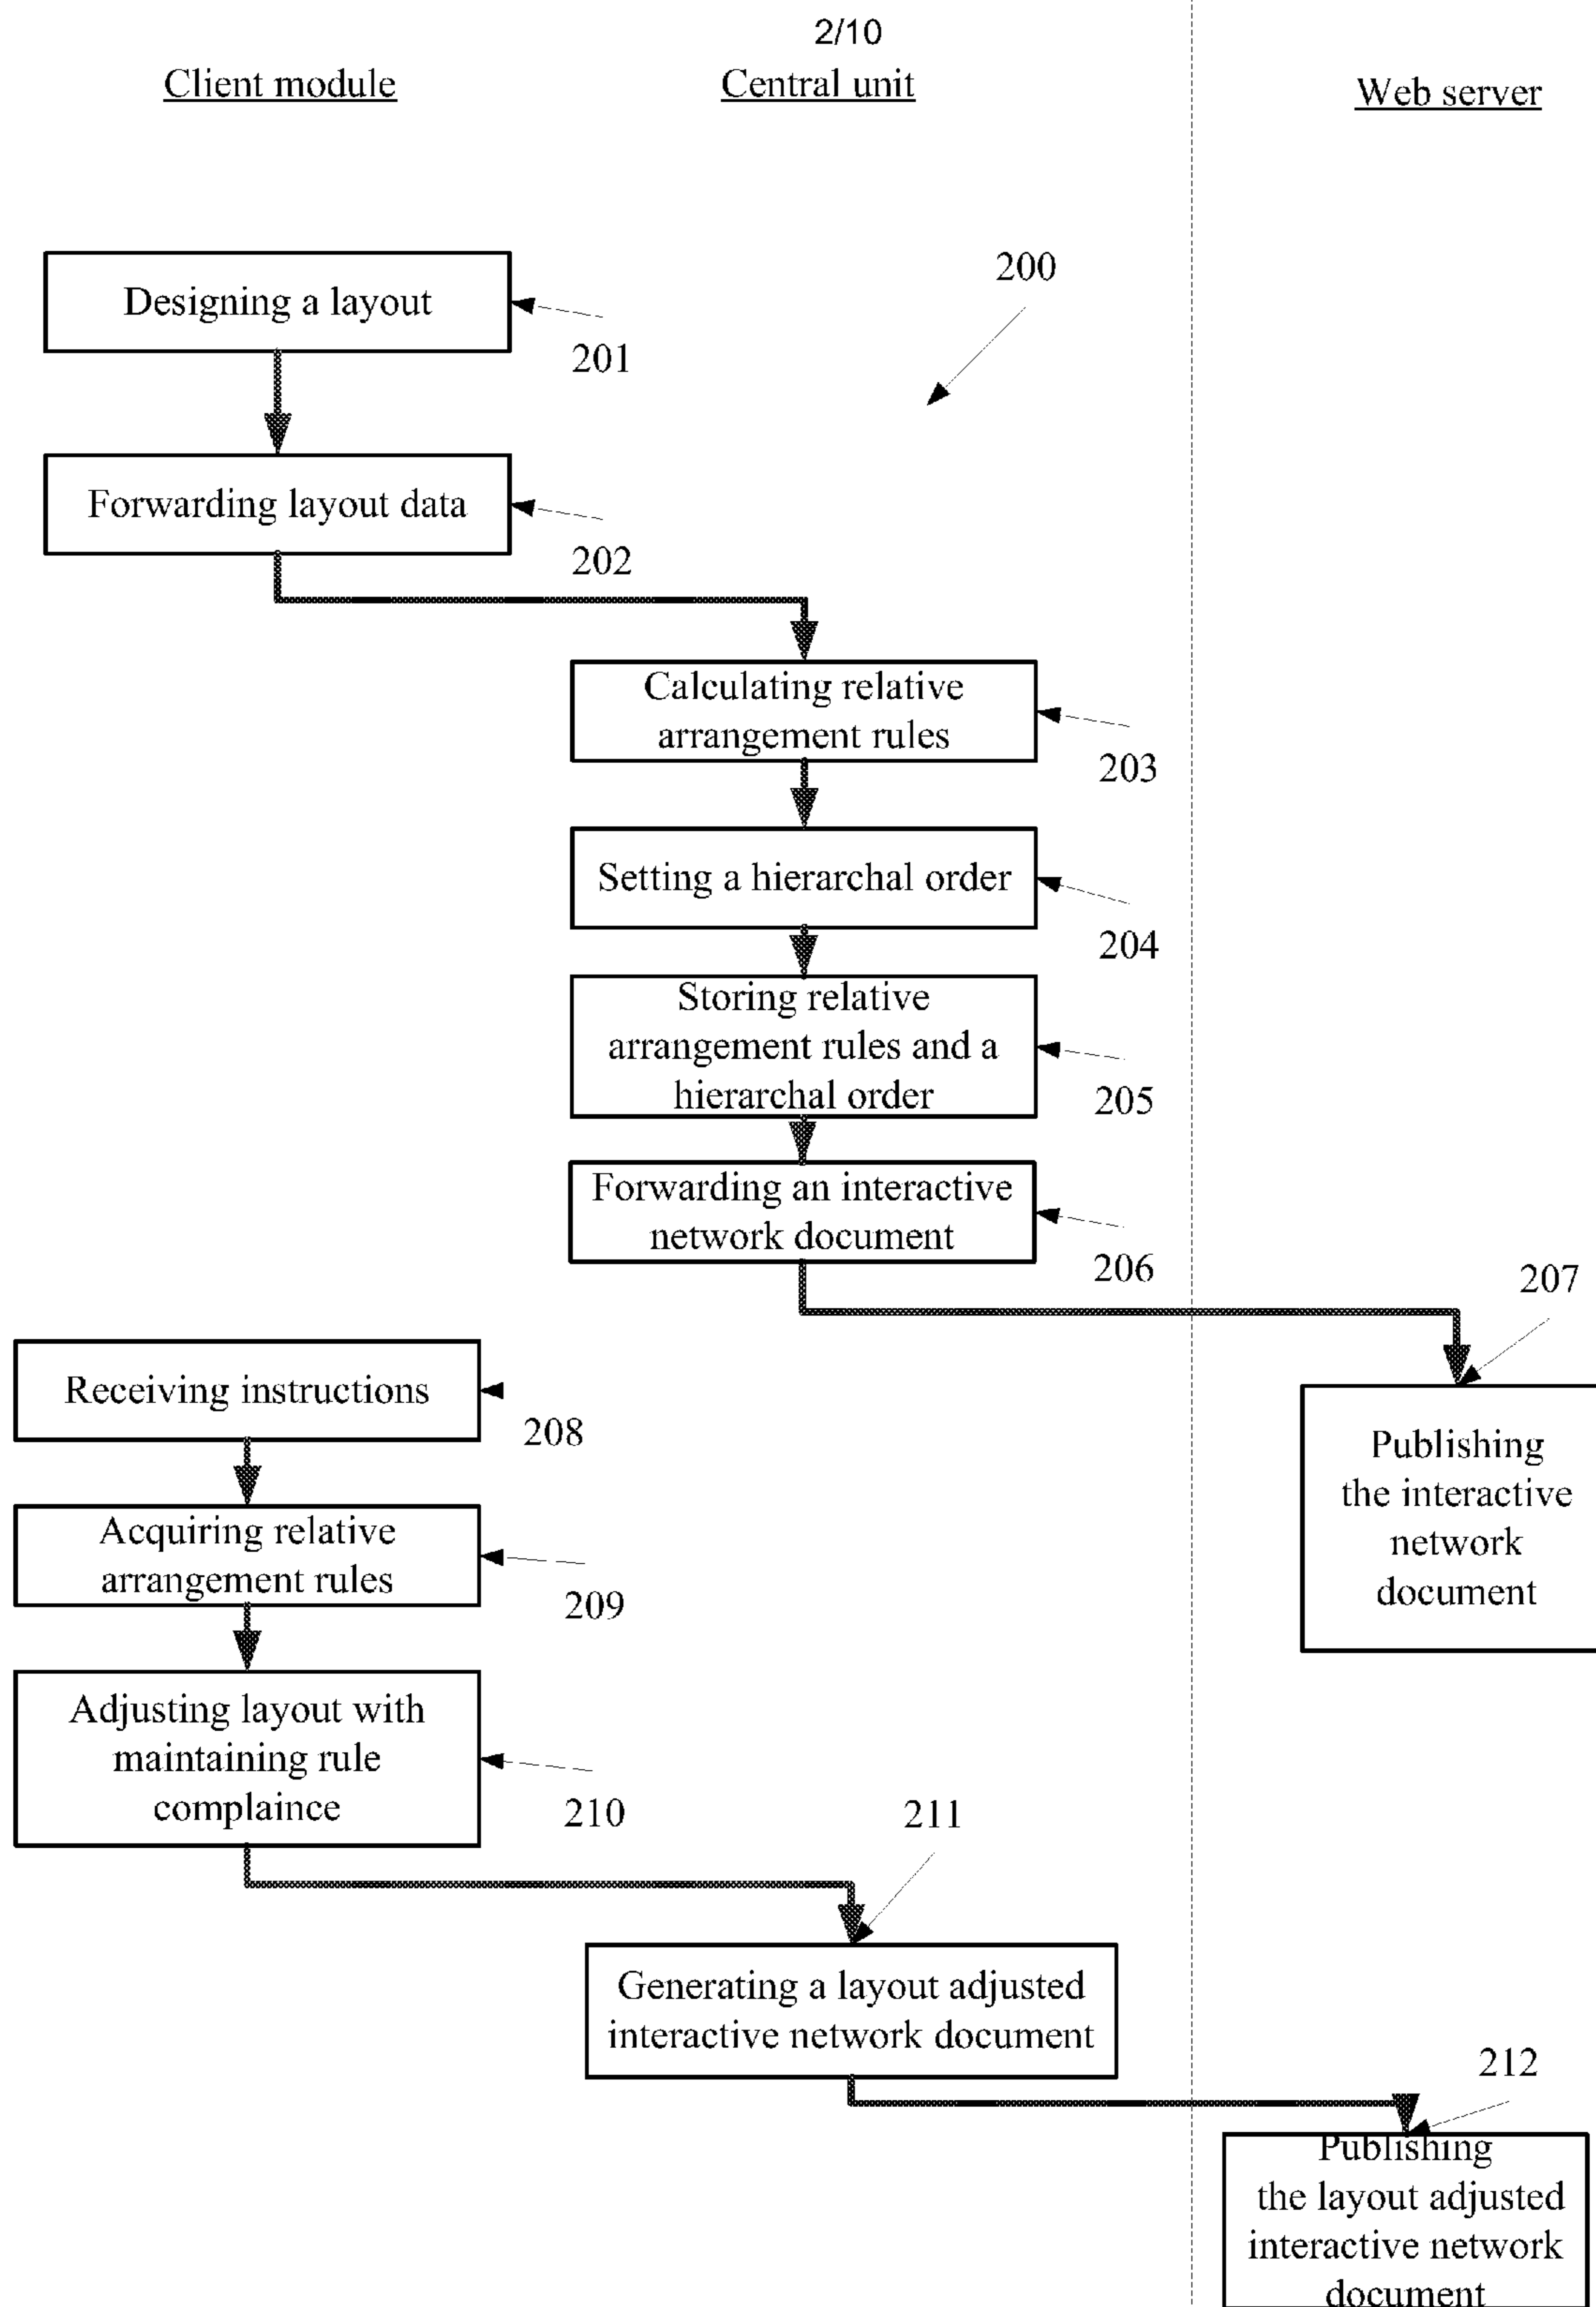 2/10
Client module
Central unit
Web server
200
Designing a layout
201
Forwarding layout data
202
Calculating relative
arrangement rules
203
Setting a hierarchal order
204
Storing relative
arrangement rules and a
hierarchal order
205
Forwarding an interactive
network document
206
207
Publishing
the interactive
network
document
Receiving instructions
208
Acquiring relative
arrangement rules
209
Adjusting layout with
maintaining rule
complaince
210
211
Generating a layout adjusted
interactive network document
212
Publishing
the layout adjusted
interactive network
document